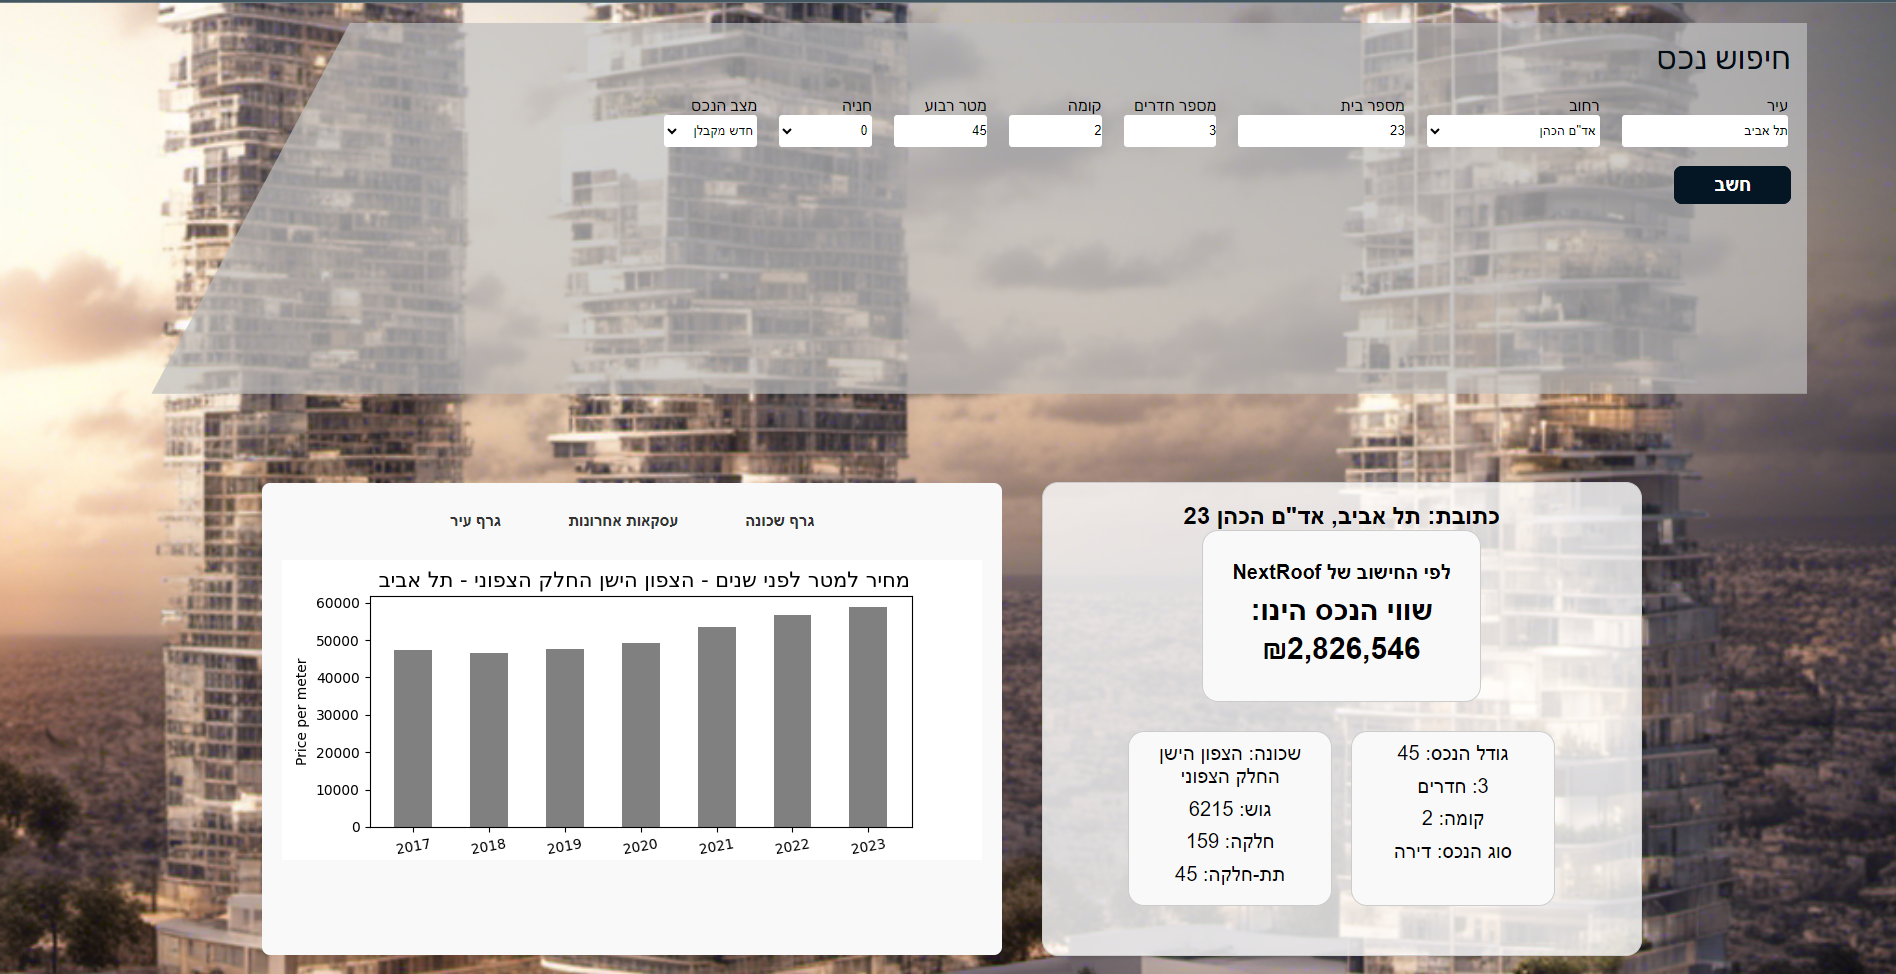 חיפוש נכס
עיר
רחוב
מספר בית
מספר חדרים
קומה
מטר רבוע
חניה
מצב הנכס
תל אביב
אד"ם הכהן
23
3
2
45
0
חדש מקבלן
חשב
כתובת: תל אביב, אד"ם הכהן 23
לפי החישוב של NextRoof
שווי הנכס הינו:
₪2,826,546
גודל הנכס: 45
3: חדרים
קומה: 2
סוג הנכס: דירה
שכונה: הצפון הישן
החלק הצפוני
גוש: 6215
חלקה: 159
תת-חלקה: 45
גרף שכונה
עסקאות אחרונות
גרף עיר
מחיר למטר לפני שנים - הצפון הישן החלק הצפוני - תל אביב
Price per meter
60000
50000
40000
30000
20000
10000
0
2017
2018
2019
2020
2021
2022
2023